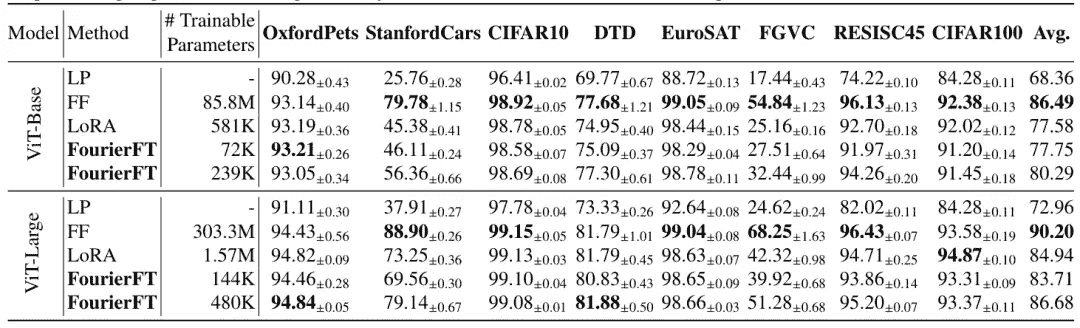 Model Method # Trainable Parameters OxfordPets StanfordCars CIFAR10 DTD EuroSAT FGVC RESISC45 CIFAR100 Avg.
ViT-Base
LP - 90.28±0.43 25.76±0.28 96.41±0.02 69.77±0.67 88.72±0.13 17.44±0.43 74.22±0.10 84.28±0.11 68.36
FF 85.8M 93.14±0.40 79.78±1.15 98.92±0.05 77.68±1.21 99.05±0.09 54.84±1.23 96.13±0.13 92.38±0.13 86.49
LoRA 581K 93.19±0.36 45.38±0.41 98.78±0.05 74.95±0.40 98.44±0.15 25.16±0.16 92.70±0.18 92.02±0.12 77.58
FourierFT 72K 93.21±0.26 46.11±0.24 98.58±0.07 75.09±0.37 98.29±0.04 27.51±0.64 91.97±0.31 91.20±0.14 77.75
FourierFT 239K 93.05±0.34 56.36±0.66 98.69±0.08 77.30±0.61 98.78±0.11 32.44±0.99 94.26±0.20 91.45±0.18 80.29
ViT-Large
LP - 91.11±0.30 37.91±0.27 97.78±0.04 73.33±0.26 92.64±0.08 24.62±0.24 82.02±0.11 84.28±0.11 72.96
FF 303.3M 94.43±0.56 88.90±0.26 99.15±0.05 81.79±1.01 99.04±0.08 68.25±1.63 96.43±0.07 93.58±0.19 90.20
LoRA 1.57M 94.82±0.09 73.25±0.36 99.13±0.03 81.79±0.45 98.63±0.07 42.32±0.98 94.71±0.25 94.87±0.10 84.94
FourierFT 144K 94.46±0.28 69.56±0.30 99.10±0.04 80.83±0.43 98.65±0.09 39.92±0.68 93.86±0.14 93.31±0.09 83.71
FourierFT 480K 94.84±0.05 79.14±0.67 99.08±0.01 81.88±0.50 98.66±0.03 51.28±0.68 95.20±0.07 93.37±0.11 86.68